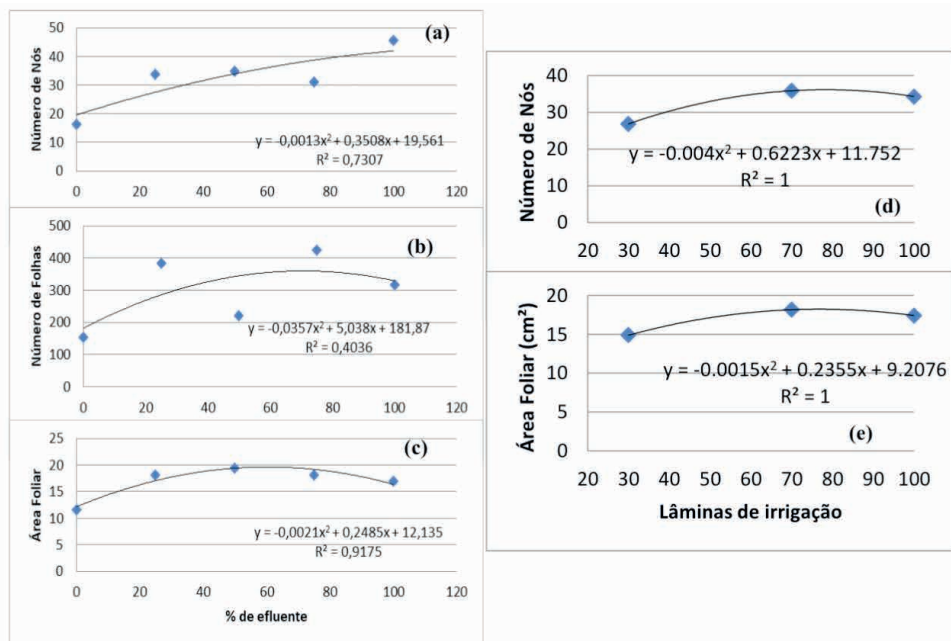 (a)
Número de Nós
50
40
30
20
10
0
y = -0,0013x² + 0,3508x + 19,561
R² = 0,7307
0 20 40 60 80 100 120
(b)
Número de Folhas
500
400
300
200
100
0
y = -0,0357x² + 5,038x + 181,87
R² = 0,4036
0 20 40 60 80 100 120
(c)
Área Foliar
25
20
15
10
5
0
y = -0,0021x² + 0,2485x + 12,135
R² = 0,9175
0 20 40 60 80 100 120
% de efluente
Número de Nós
40
30
20
10
0
y = -0.004x² + 0.6223x + 11.752
R² = 1
(d)
20 30 40 50 60 70 80 90 100
Área Foliar (cm²)
20
15
10
5
0
y = -0.0015x² + 0.2355x + 9.2076
R² = 1
(e)
20 30 40 50 60 70 80 90 100
Lâminas de irrigação